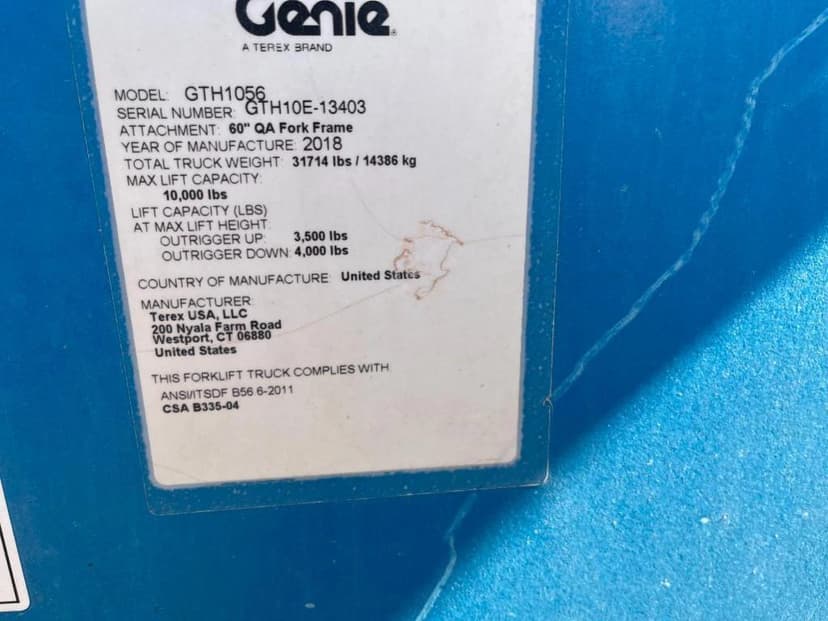 Genie®
A TEREX BRAND
MODEL: GTH1056
SERIAL NUMBER: GTH10E-13403
ATTACHMENT: 60" QA Fork Frame
YEAR OF MANUFACTURE: 2018
TOTAL TRUCK WEIGHT: 31714 lbs / 14386 kg
MAX LIFT CAPACITY:
10,000 lbs
LIFT CAPACITY (LBS)
AT MAX LIFT HEIGHT:
OUTRIGGER UP: 3,500 lbs
OUTRIGGER DOWN: 4,000 lbs
COUNTRY OF MANUFACTURE: United States
MANUFACTURER:
Terex USA, LLC
200 Nyala Farm Road
Westport, CT 06880
United States
THIS FORKLIFT TRUCK COMPLIES WITH
ANSI/ITSDF B56.6-2011
CSA B335-04